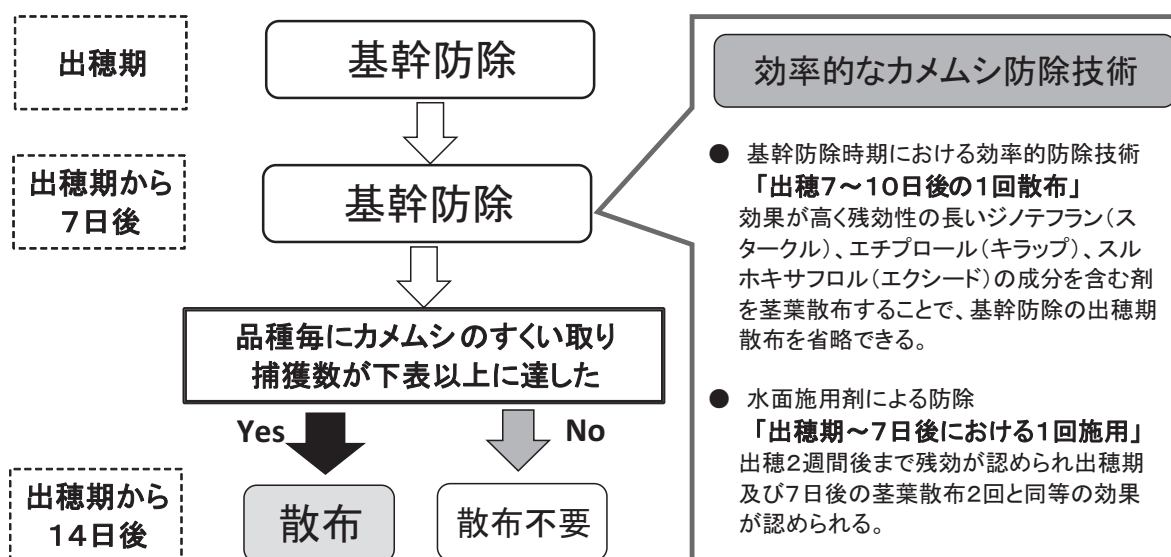 出穂期
基幹防除
出穂期から
7日後
基幹防除
品種毎にカメムシのすくい取り
捕獲数が下表以上に達した
Yes
No
出穂期から
14日後
散布
散布不要
効率的なカメムシ防除技術
● 基幹防除時期における効率的防除技術
「出穂7～10日後の1回散布」
効果が高く残効性の長いジノテフラン(ス
タークル)、エチプロール(キラップ)、スル
ホキサフロル(エクシード)の成分を含む剤
を茎葉散布することで、基幹防除の出穂期
散布を省略できる。
● 水面施用剤による防除
「出穂期～7日後における1回施用」
出穂2週間後まで残効が認められ出穂期
及び7日後の茎葉散布2回と同等の効果
が認められる。